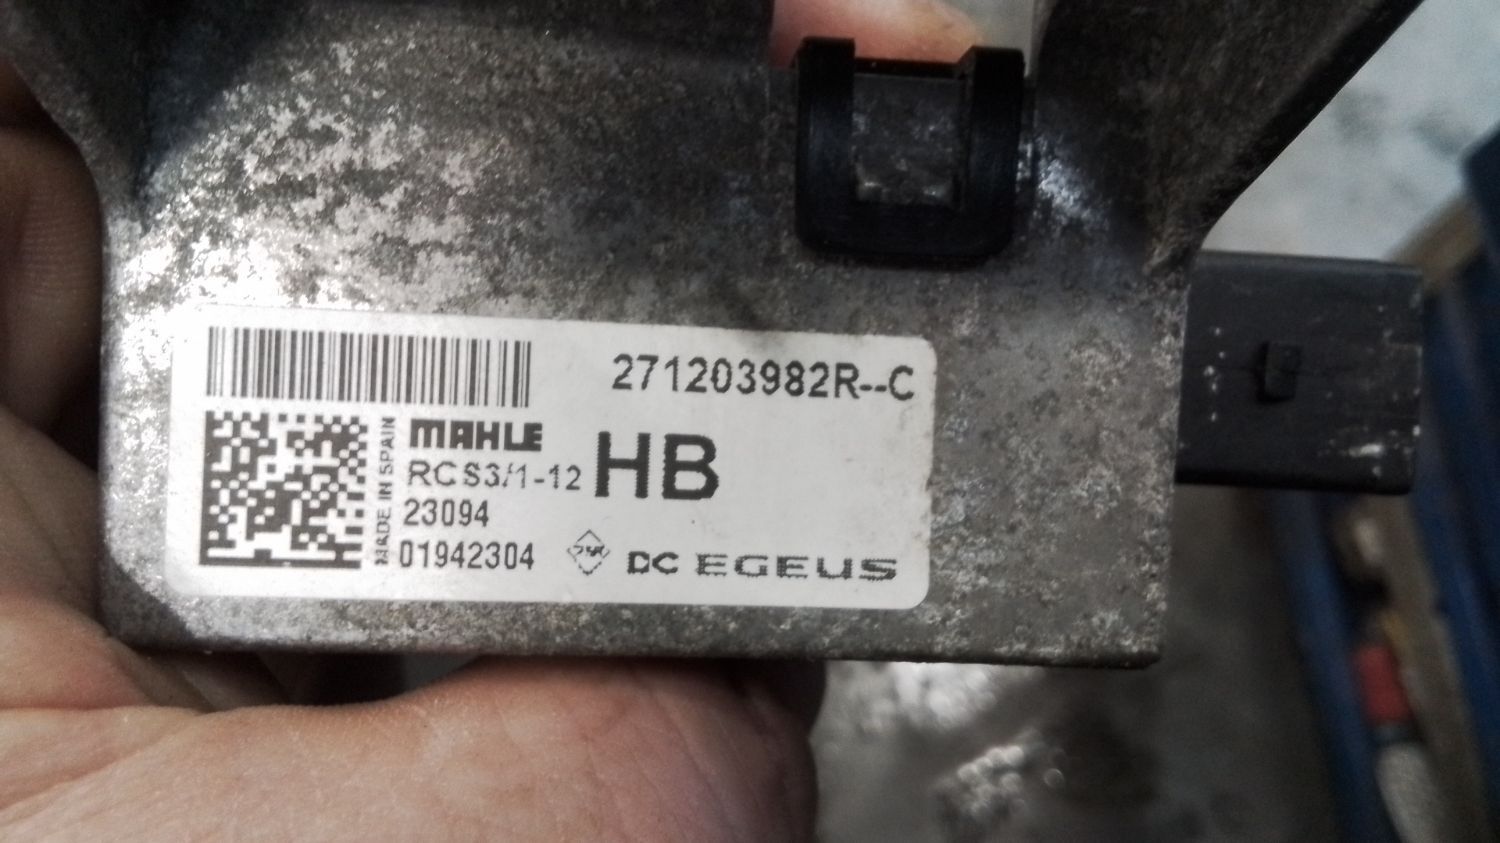 271203982R--C
MADE IN SPAIN
MAHLE
RCS3/1-12
HB
23094
01942304
DC EGEUS